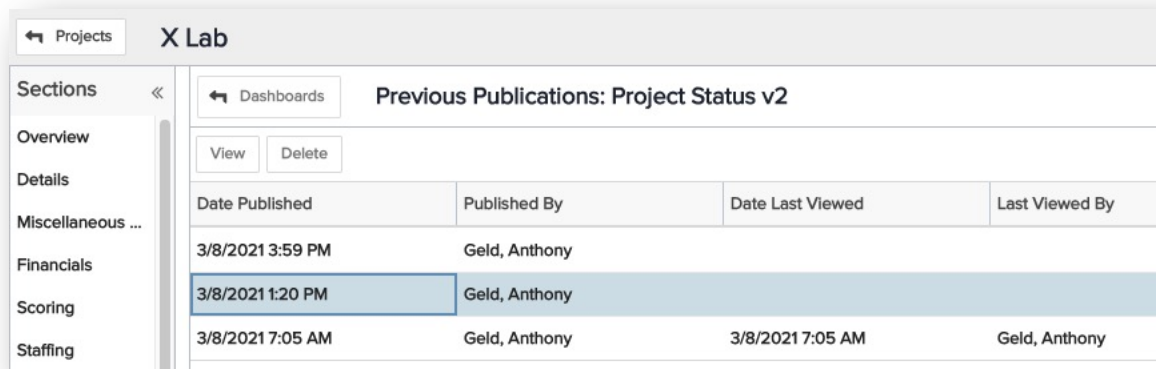 Projects X Lab
Sections «
Dashboards Previous Publications: Project Status v2
Overview
View Delete
Details
Date Published Published By Date Last Viewed Last Viewed By
Miscellaneous ...
3/8/2021 3:59 PM Geld, Anthony
Financials
3/8/2021 1:20 PM Geld, Anthony
Scoring
3/8/2021 7:05 AM Geld, Anthony 3/8/2021 7:05 AM Geld, Anthony
Staffing